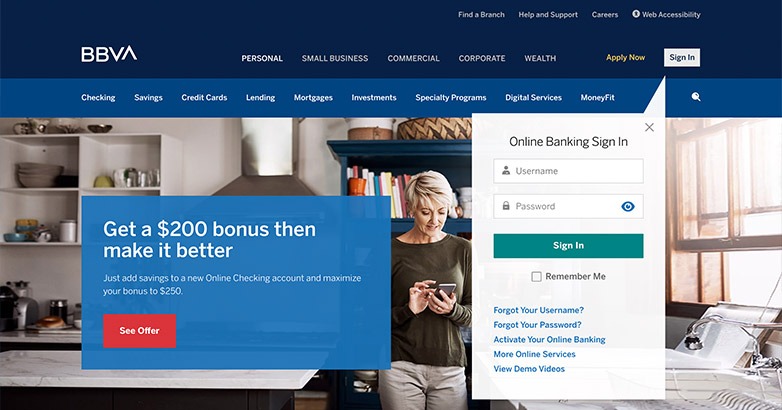 Find a Branch Help and Support Careers Web Accessibility
BBVA
PERSONAL SMALL BUSINESS COMMERCIAL CORPORATE WEALTH Apply Now Sign In
Checking Savings Credit Cards Lending Mortgages Investments Specialty Programs Digital Services MoneyFit
Get a $200 bonus then
make it better
Just add savings to a new Online Checking account and maximize
your bonus to $250.
See Offer
Online Banking Sign In
Username
Password
Sign In
Remember Me
Forgot Your Username?
Forgot Your Password?
Activate Your Online Banking
More Online Services
View Demo Videos